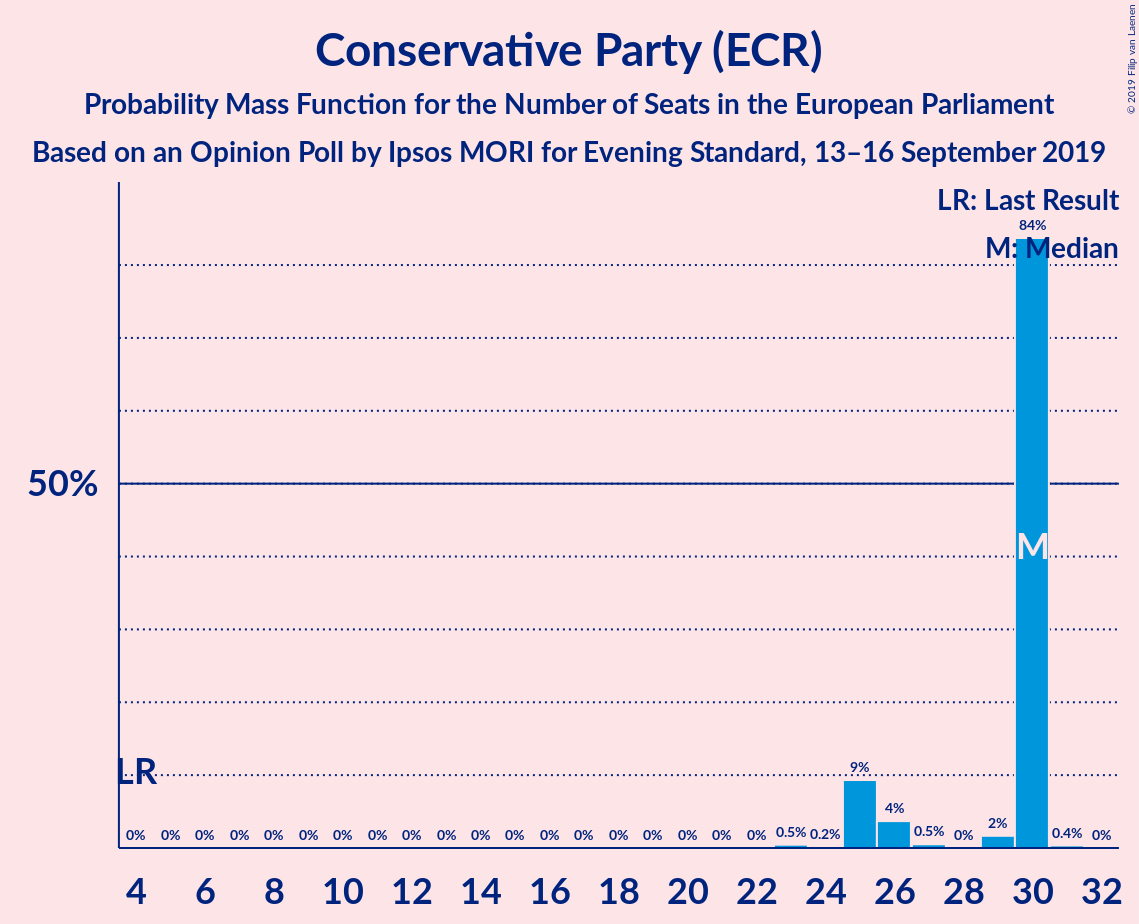 © 2019 Filip van Laenen
Conservative Party (ECR)
Probability Mass Function for the Number of Seats in the European Parliament
Based on an Opinion Poll by Ipsos MORI for Evening Standard, 13–16 September 2019
LR: Last Result
84%
M: Median
50%
M
LR
0% 0% 0% 0% 0% 0% 0% 0% 0% 0% 0% 0% 0% 0% 0% 0% 0% 0% 0% 0.5% 0.2% 9% 4% 0.5% 0% 2% 0.4% 0%
4 6 8 10 12 14 16 18 20 22 24 26 28 30 32